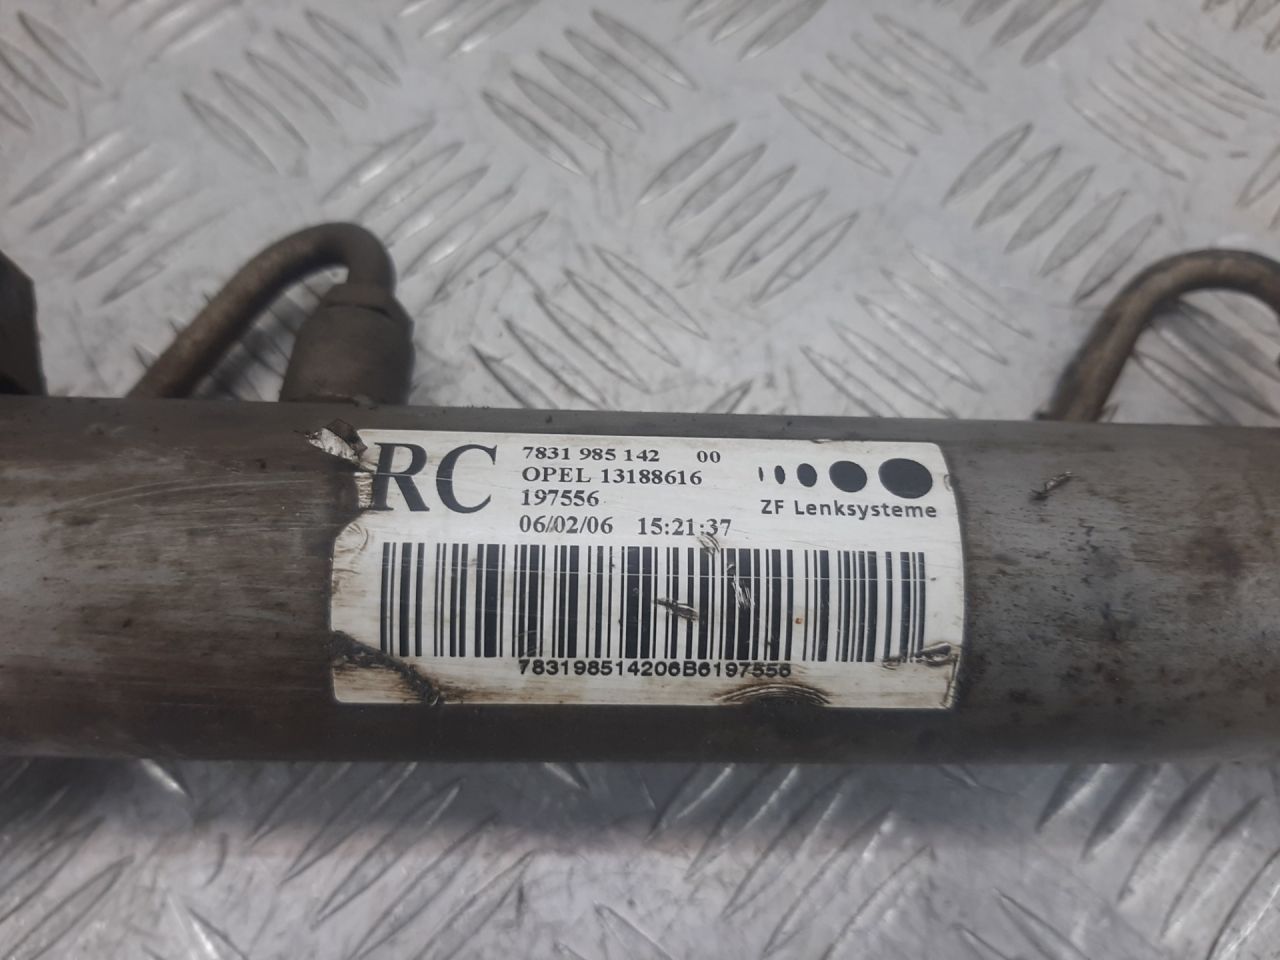 RC
7831 985 142 00
OPEL 13188616
197556
06/02/06 15:21:37
ZF Lenksysteme
783198514206B6197556